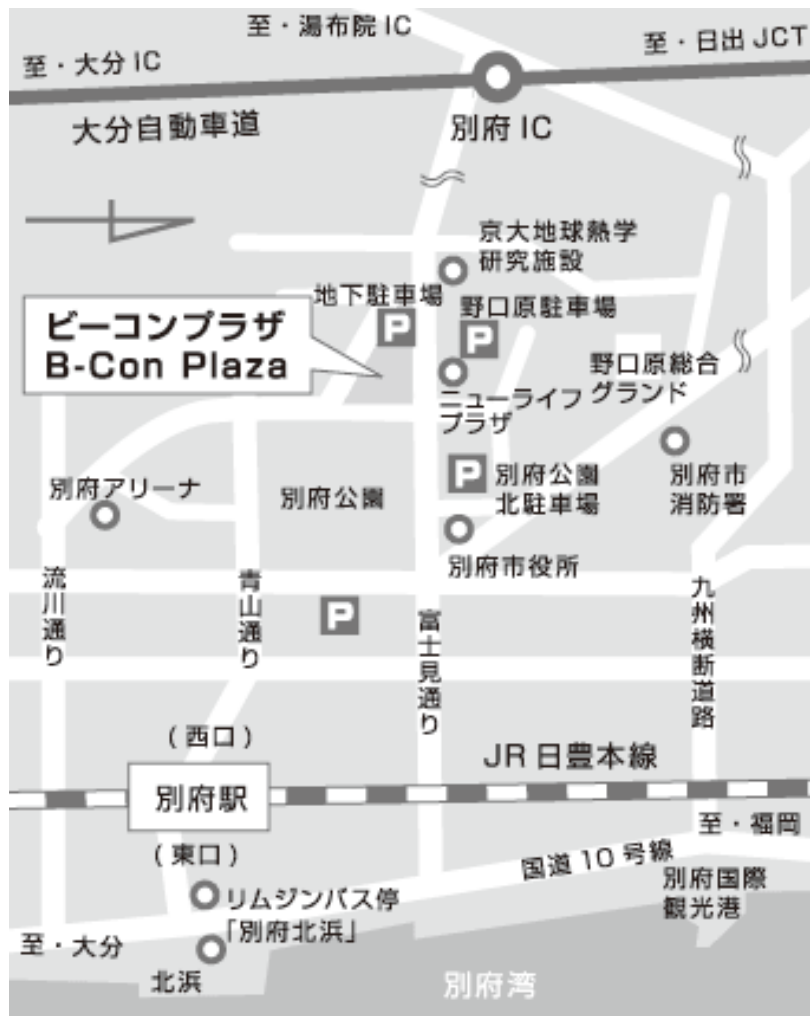 至・湯布院 IC
至・日出 JCT
至・大分 IC
大分自動車道
別府 IC
京大地球熱学
研究施設
地下駐車場
野口原駐車場
P
P
ビーコンプラザ
B-Con Plaza
野口原総合
グランド
ニューライフ
プラザ
別府アリーナ
別府公園
P
別府公園
北駐車場
別府市
消防署
別府市役所
流川通り
青山通り
P
富士見通り
九州横断道路
(西口)
JR 日豊本線
別府駅
(東口)
至・福岡
国道 10 号線
別府国際
観光港
リムジンバス停
「別府北浜」
至・大分
北浜
別府湾